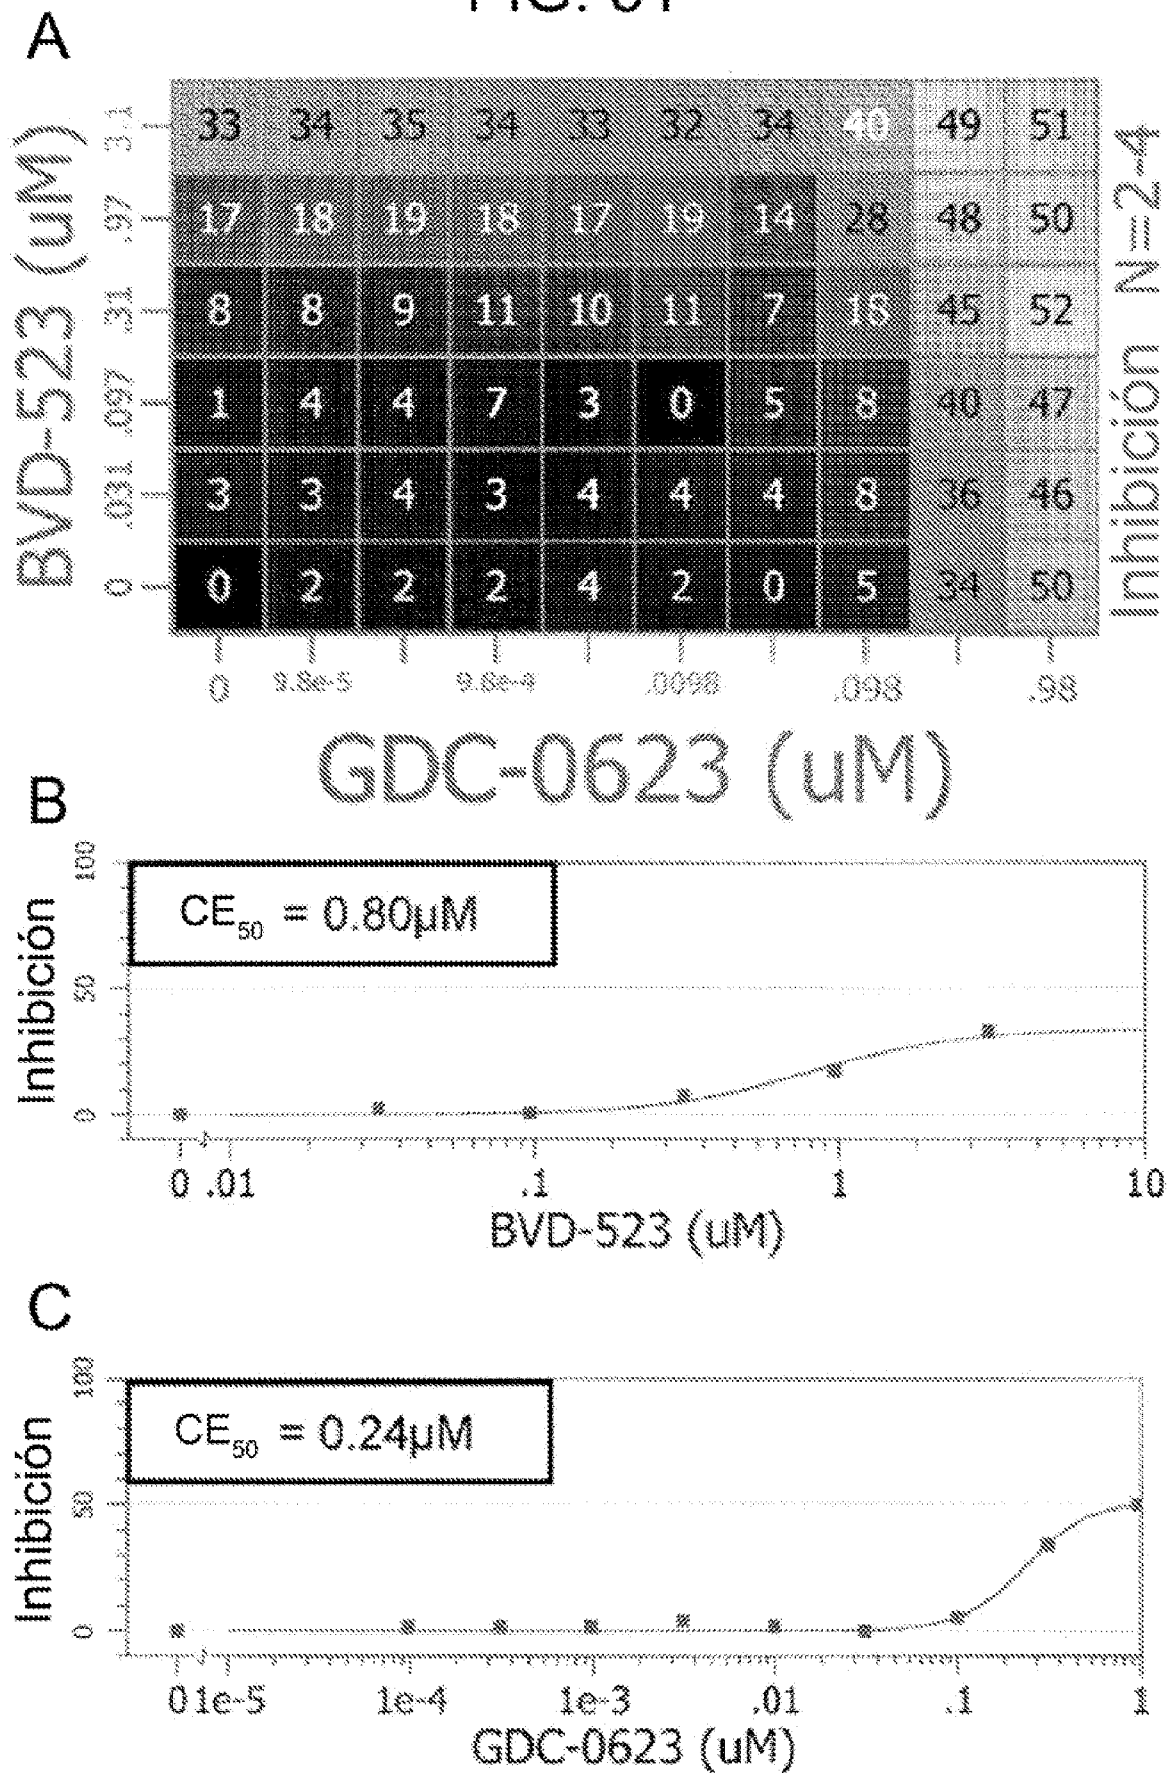 A
BVD-523 (uM)
3.1 33 34 35 34 33 32 34 40 49 51
.97 17 18 19 18 17 19 14 28 48 50
.31 8 8 9 11 10 11 7 16 45 52
.097 1 4 4 7 3 0 5 8 40 47
.031 3 3 4 3 4 4 4 8 36 46
0 0 2 2 2 4 2 0 5 34 50
Inhibición N=2-4
0 9.8e-5 9.8e-4 .0098 .098 .98
GDC-0623 (uM)
B
Inhibición
100
50
0
CE50 = 0.80µM
0 .01 .1 1 10
BVD-523 (uM)
C
Inhibición
100
50
0
CE50 = 0.24µM
0 1e-5 1e-4 1e-3 .01 .1 1
GDC-0623 (uM)